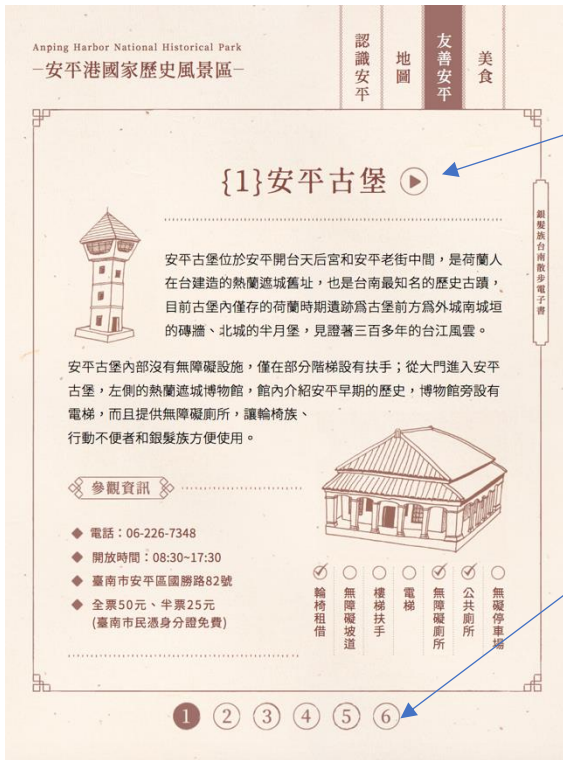 Anping Harbor National Historical Park
–安平港國家歷史風景區–
認識安平
地圖
友善安平
美食
{1}安平古堡
銀髮族台南散步電子書
安平古堡位於安平開台天后宮和安平老街中間，是荷蘭人
在台建造的熱蘭遮城舊址，也是台南最知名的歷史古蹟，
目前古堡內僅存的荷蘭時期遺跡爲古堡前方爲外城南城垣
的磚牆、北城的半月堡，見證著三百多年的台江風雲。
安平古堡內部沒有無障礙設施，僅在部分階梯設有扶手；從大門進入安平
古堡，左側的熱蘭遮城博物館，館內介紹安平早期的歷史，博物館旁設有
電梯，而且提供無障礙廁所，讓輪椅族、
行動不便者和銀髮族方便使用。
參觀資訊
電話：06-226-7348
開放時間：08:30~17:30
臺南市安平區國勝路82號
全票50元、半票25元
(臺南市民憑身分證免費)
輪椅租借
無障礙坡道
樓梯扶手
電梯
無障礙廁所
公共廁所
無礙停車場
1 2 3 4 5 6